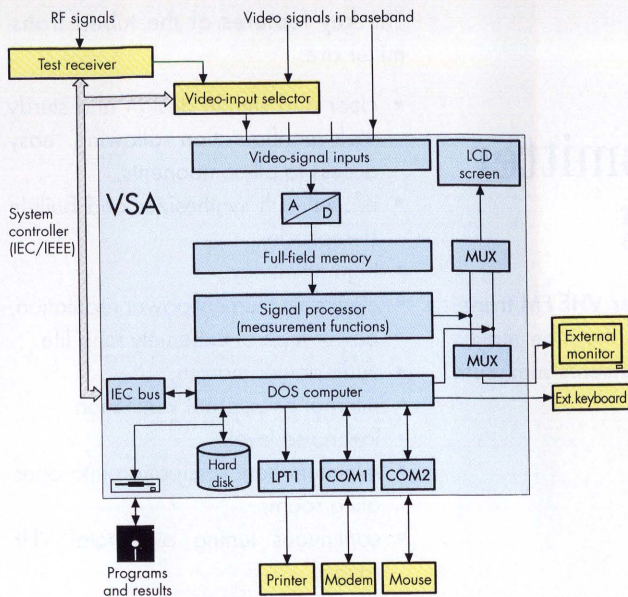 RF signals
Video signals in baseband
Test receiver
Video-input selector
Video-signal inputs
LCD
screen
VSA
A
D
System
controller
(IEC/IEEE)
Full-field memory
MUX
Signal processor
(measurement functions)
External
monitor
MUX
IEC bus
DOS computer
Ext. keyboard
Hard
disk
LPT1
COM1
COM2
Programs
and results
Printer
Modem
Mouse